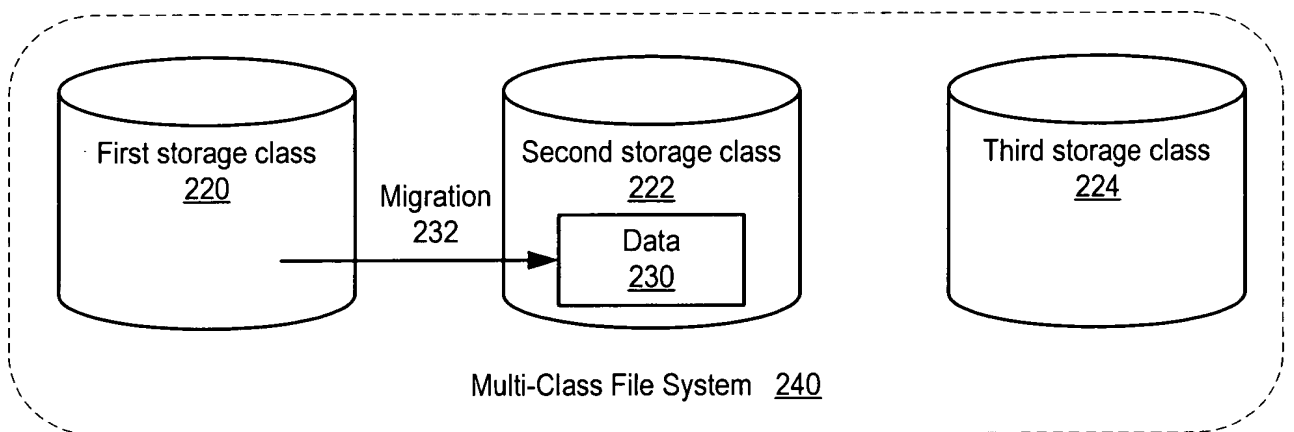 First storage class
220
Migration
232
Second storage class
222
Data
230
Third storage class
224
Multi-Class File System 240